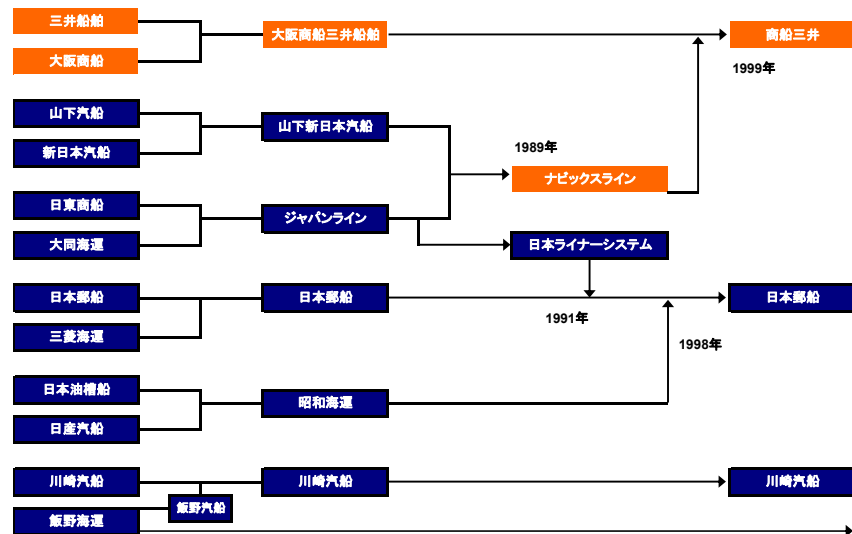 三井船舶
大阪商船
大阪商船三井船舶
商船三井
1999年
山下汽船
新日本汽船
山下新日本汽船
1989年
ナビックスライン
日東商船
大同海運
ジャパンライン
日本ライナーシステム
日本郵船
三菱海運
日本郵船
日本郵船
1991年
1998年
日本油槽船
日産汽船
昭和海運
川崎汽船
飯野海運
飯野汽船
川崎汽船
川崎汽船